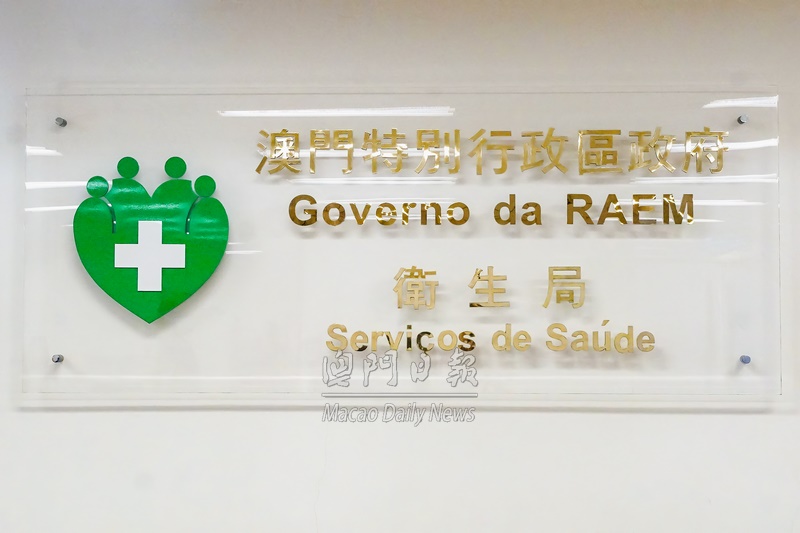 澳門特別行政區政府
Governo da RAEM
衛生局
Serviços de Saúde
澳門日報
Macao Daily News